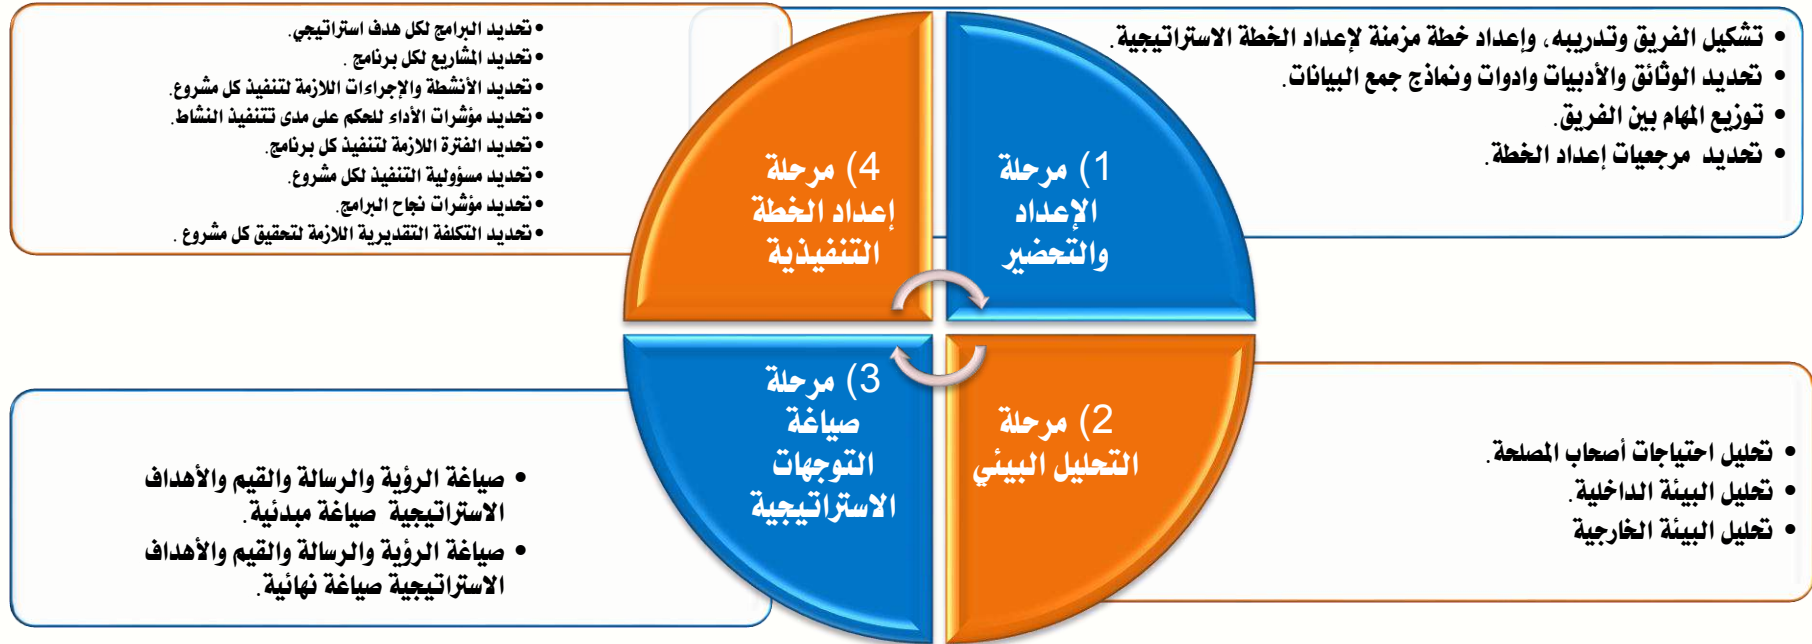 • تشكيل الفريق وتدريبه، وإعداد خطة مزمنة لإعداد الخطة الاستراتيجية.
• تحديد الوثائق والأدبيات وادوات ونماذج جمع البيانات.
• توزيع المهام بين الفريق.
• تحديد مرجعيات إعداد الخطة.
1) مرحلة
الإعداد
والتحضير
2) مرحلة
التحليل البيئي
• تحليل احتياجات أصحاب المصلحة.
• تحليل البيئة الداخلية.
• تحليل البيئة الخارجية
3) مرحلة
صياغة
التوجهات
الاستراتيجية
• صياغة الرؤية والرسالة والقيم والأهداف
الاستراتيجية صياغة مبدئية.
• صياغة الرؤية والرسالة والقيم والأهداف
الاستراتيجية صياغة نهائية.
4) مرحلة
إعداد الخطة
التنفيذية
• تحديد البرامج لكل هدف استراتيجي.
• تحديد المشاريع لكل برنامج .
• تحديد الأنشطة والإجراءات اللازمة لتنفيذ كل مشروع.
• تحديد مؤشرات الأداء للحكم على مدى تتنفيذ النشاط.
• تحديد الفترة اللازمة لتنفيذ كل برنامج.
• تحديد مسؤولية التنفيذ لكل مشروع.
• تحديد مؤشرات نجاح البرامج.
• تحديد التكلفة التقديرية اللازمة لتحقيق كل مشروع .